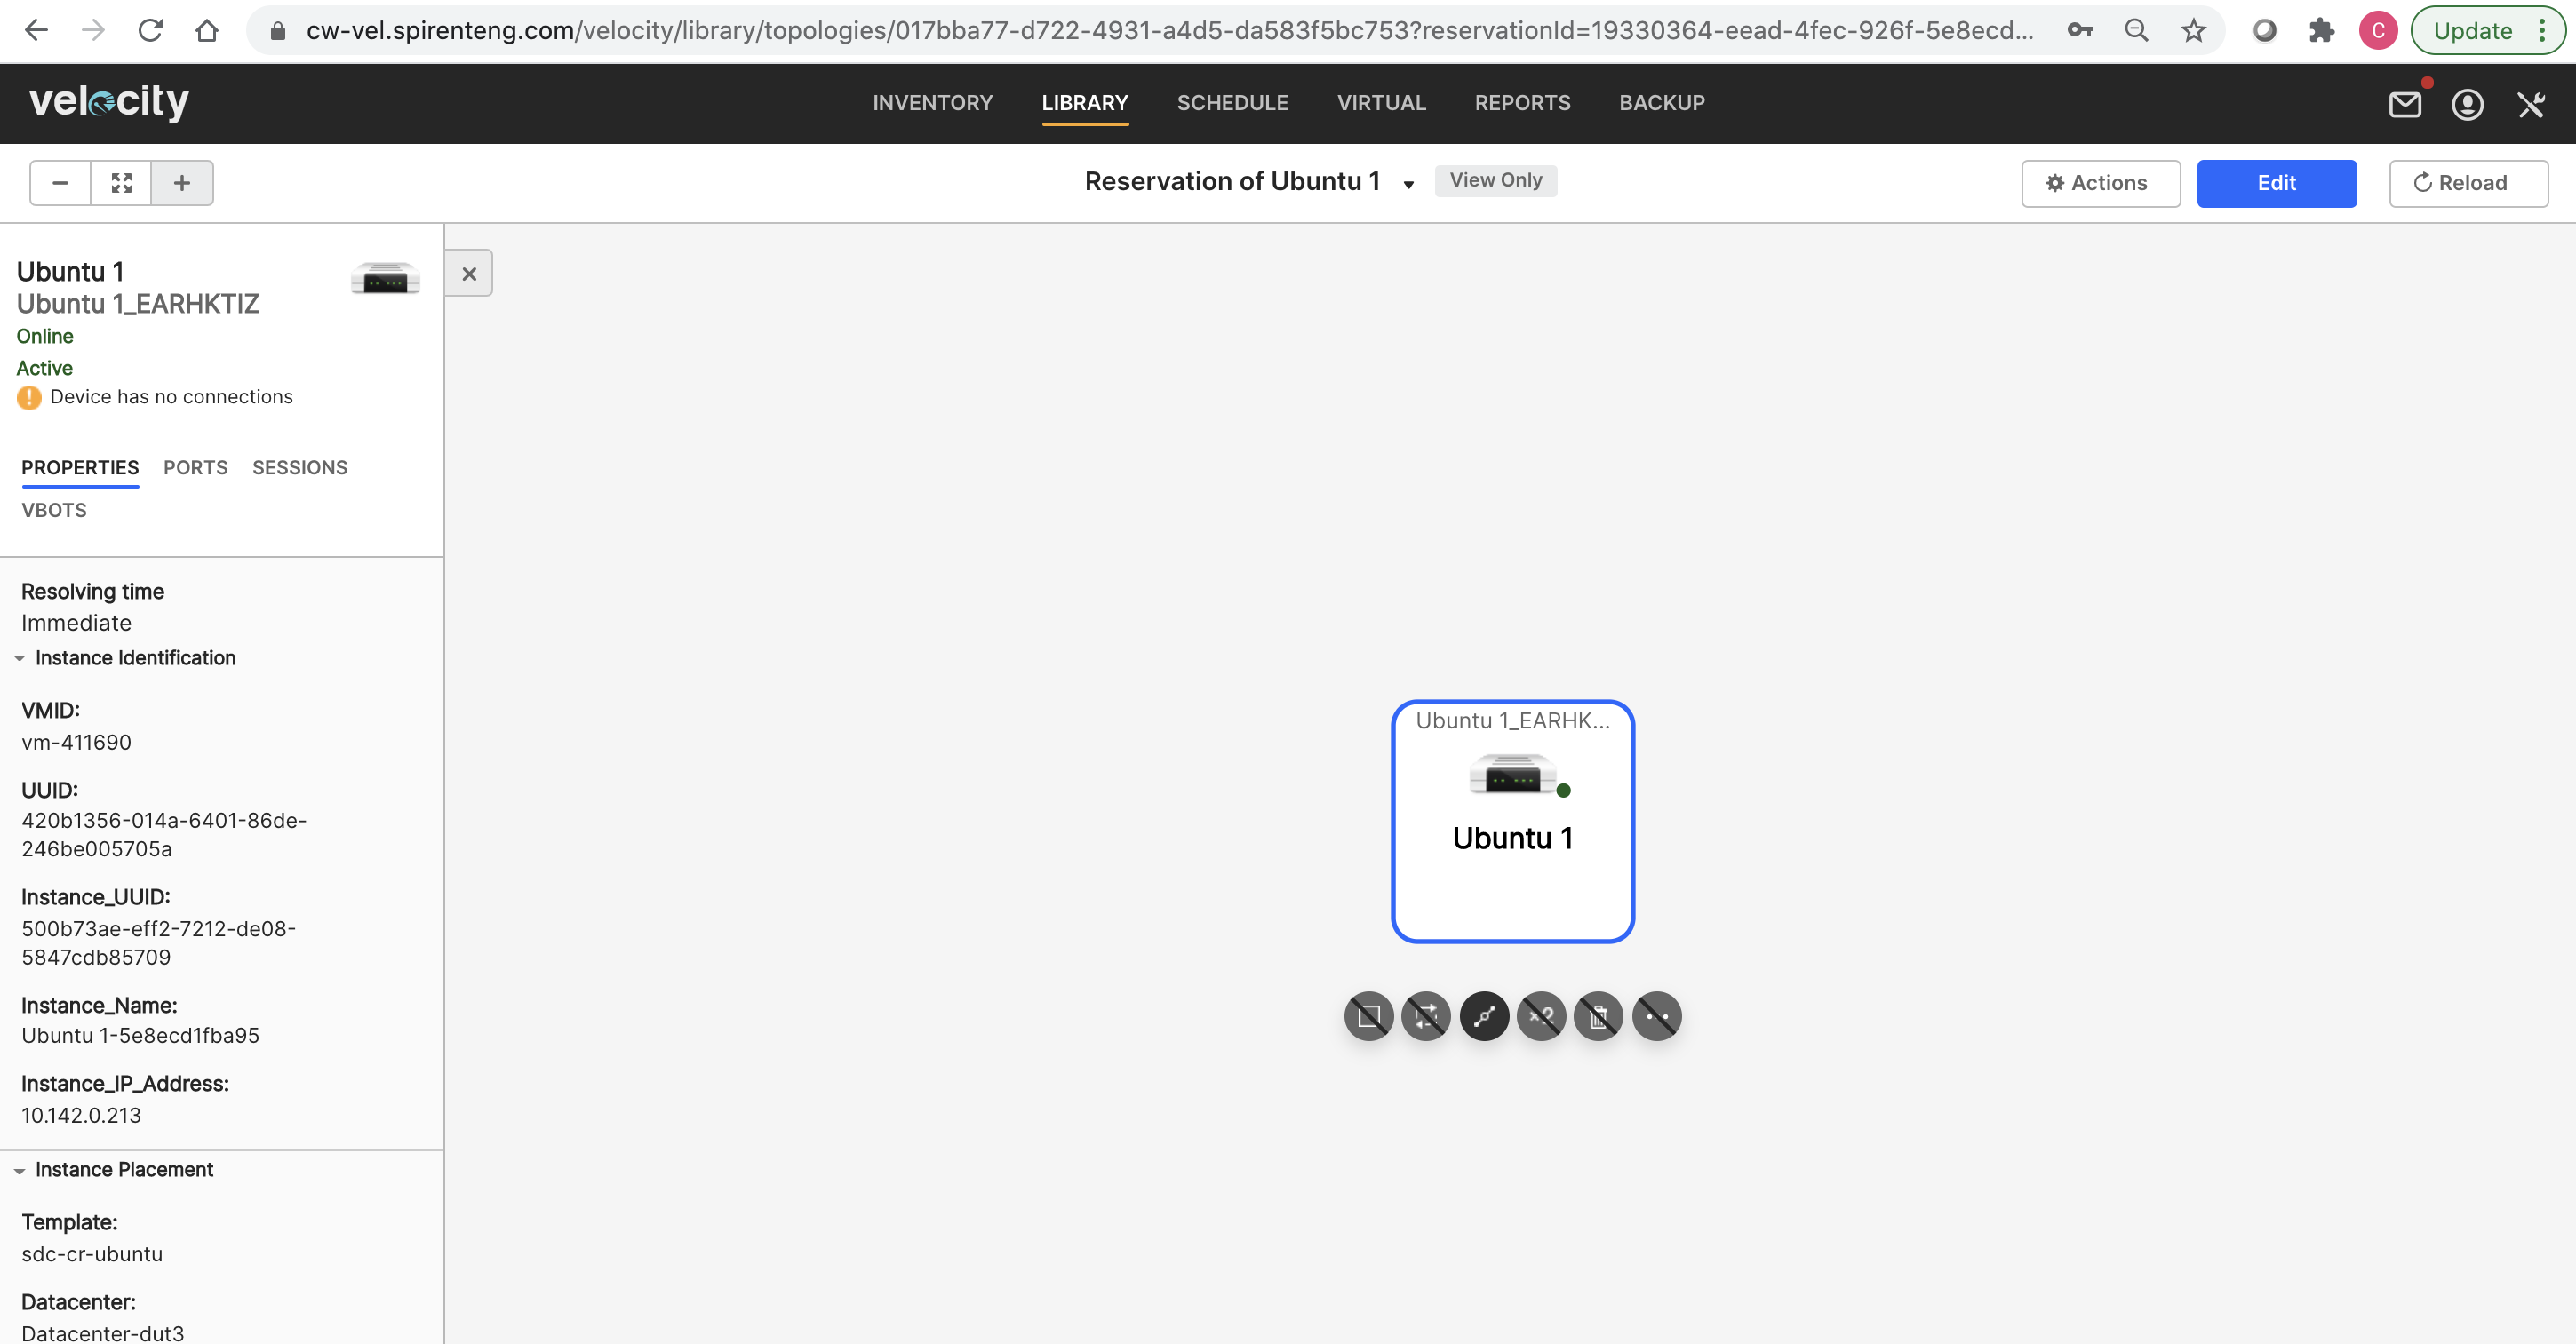 cw-vel.spirenteng.com/velocity/library/topologies/017bba77-d722-4931-a4d5-da583f5bc753?reservationId=19330364-eead-4fec-926f-5e8ecd...
C
Update
velocity
INVENTORY
LIBRARY
SCHEDULE
VIRTUAL
REPORTS
BACKUP
Reservation of Ubuntu 1
View Only
Actions
Edit
Reload
Ubuntu 1
Ubuntu 1_EARHKTIZ
Online
Active
Device has no connections
PROPERTIES
PORTS
SESSIONS
VBOTS
Resolving time
Immediate
Instance Identification
VMID:
vm-411690
UUID:
420b1356-014a-6401-86de-
246be005705a
Instance_UUID:
500b73ae-eff2-7212-de08-
5847cdb85709
Instance_Name:
Ubuntu 1-5e8ecd1fba95
Instance_IP_Address:
10.142.0.213
Instance Placement
Template:
sdc-cr-ubuntu
Datacenter:
Datacenter-dut3
Ubuntu 1_EARHK...
Ubuntu 1
×2